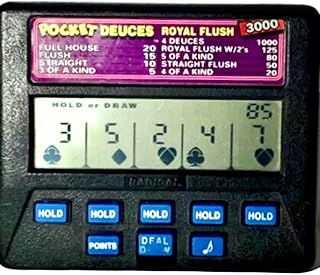 POCKET DEUCES ROYAL FLUSH 3000
4 DEUCES 1000
FULL HOUSE 20 ROYAL FLUSH W/2's 125
FLUSH 15 5 OF A KIND 80
STRAIGHT 10 STRAIGHT FLUSH 50
3 OF A KIND 5 4 OF A KIND 20
HOLD or DRAW 85
3 5 2 4 7
RADICA
HOLD HOLD HOLD HOLD HOLD
POINTS DEAL